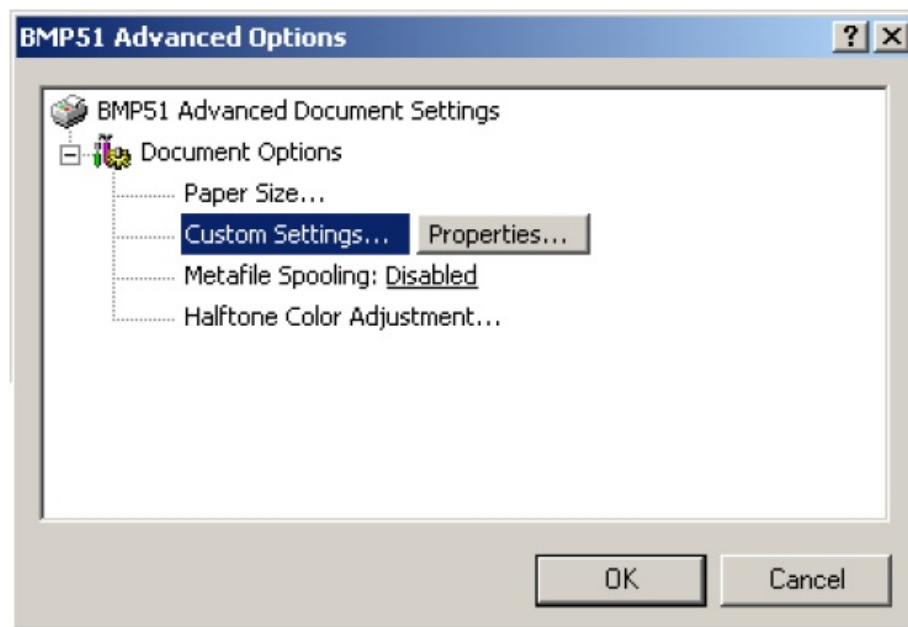 BMP51 Advanced Options
BMP51 Advanced Document Settings
Document Options
Paper Size...
Custom Settings... Properties...
Metafile Spooling: Disabled
Halftone Color Adjustment...
OK Cancel